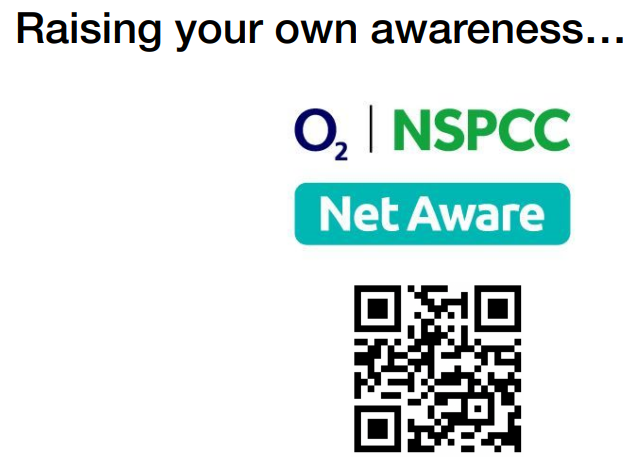 Raising your own awareness...
O2 | NSPCC
Net Aware